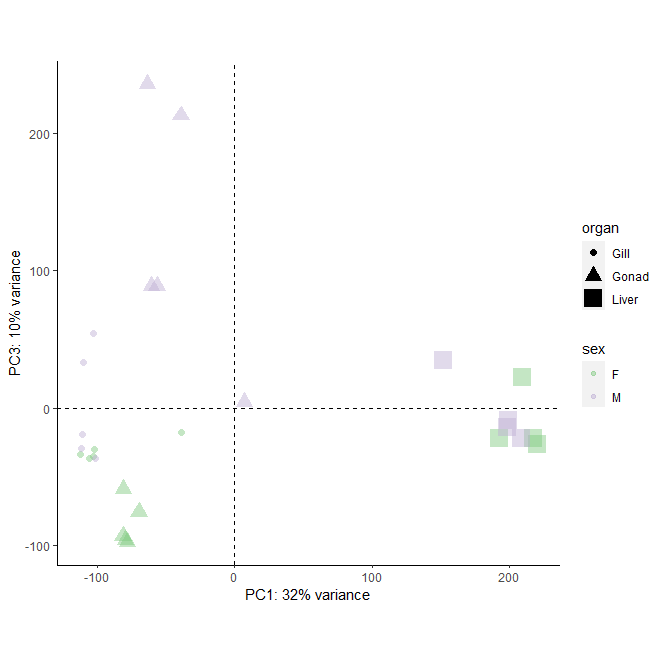 200
100
0
-100
PC3: 10% variance
-100
0
100
200
PC1: 32% variance
organ
Gill
Gonad
Liver
sex
F
M